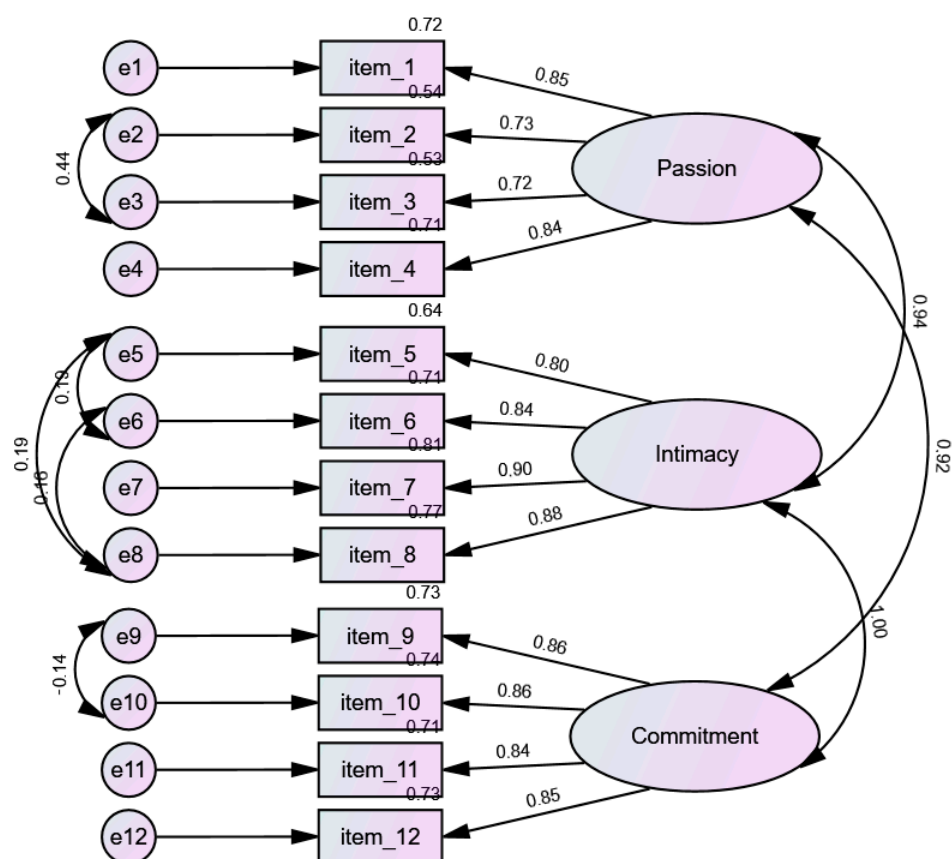 0.72
e1 item_1 0.85
0.54
e2 item_2 0.73
0.44
0.53
Passion
e3 item_3 0.72
0.71
e4 item_4 0.84
0.94
0.64
e5 item_5 0.80
0.71
0.19
e6 item_6 0.84
0.81
Intimacy
0.19
0.92
e7 item_7 0.90
0.16
0.77
e8 item_8 0.88
0.73
1.00
e9 item_9 0.86
0.74
-0.14
e10 item_10 0.86
0.71
Commitment
e11 item_11 0.84
0.73
e12 item_12 0.85